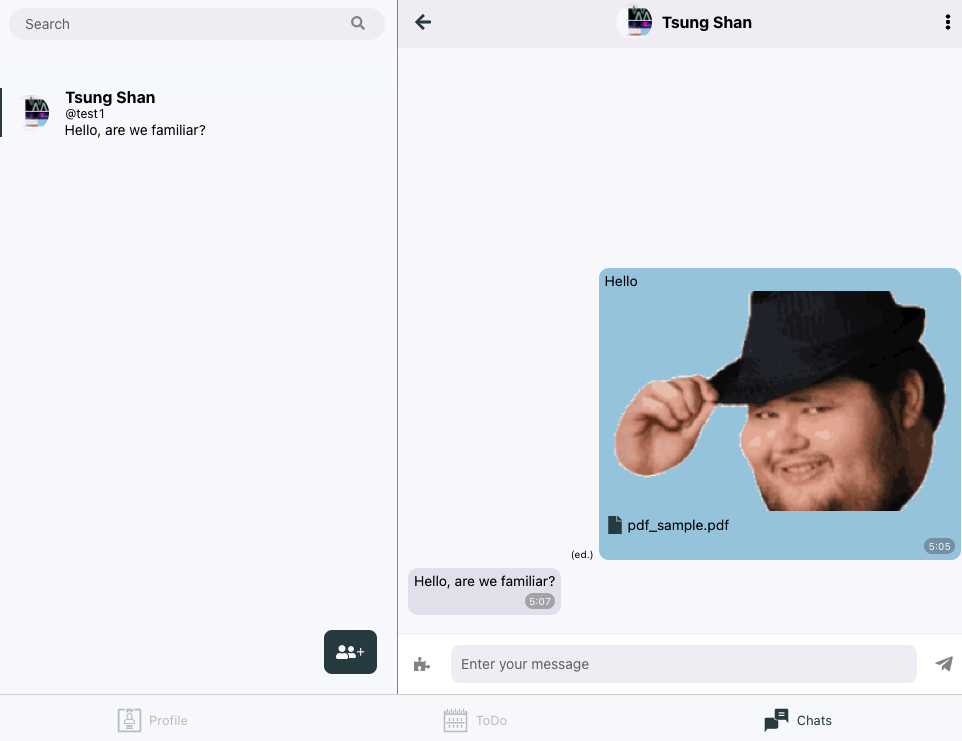 Search
Tsung Shan
@test1
Hello, are we familiar?
Tsung Shan
Hello
pdf_sample.pdf
5:05
(ed.)
Hello, are we familiar?
5:07
Enter your message
Profile
ToDo
Chats